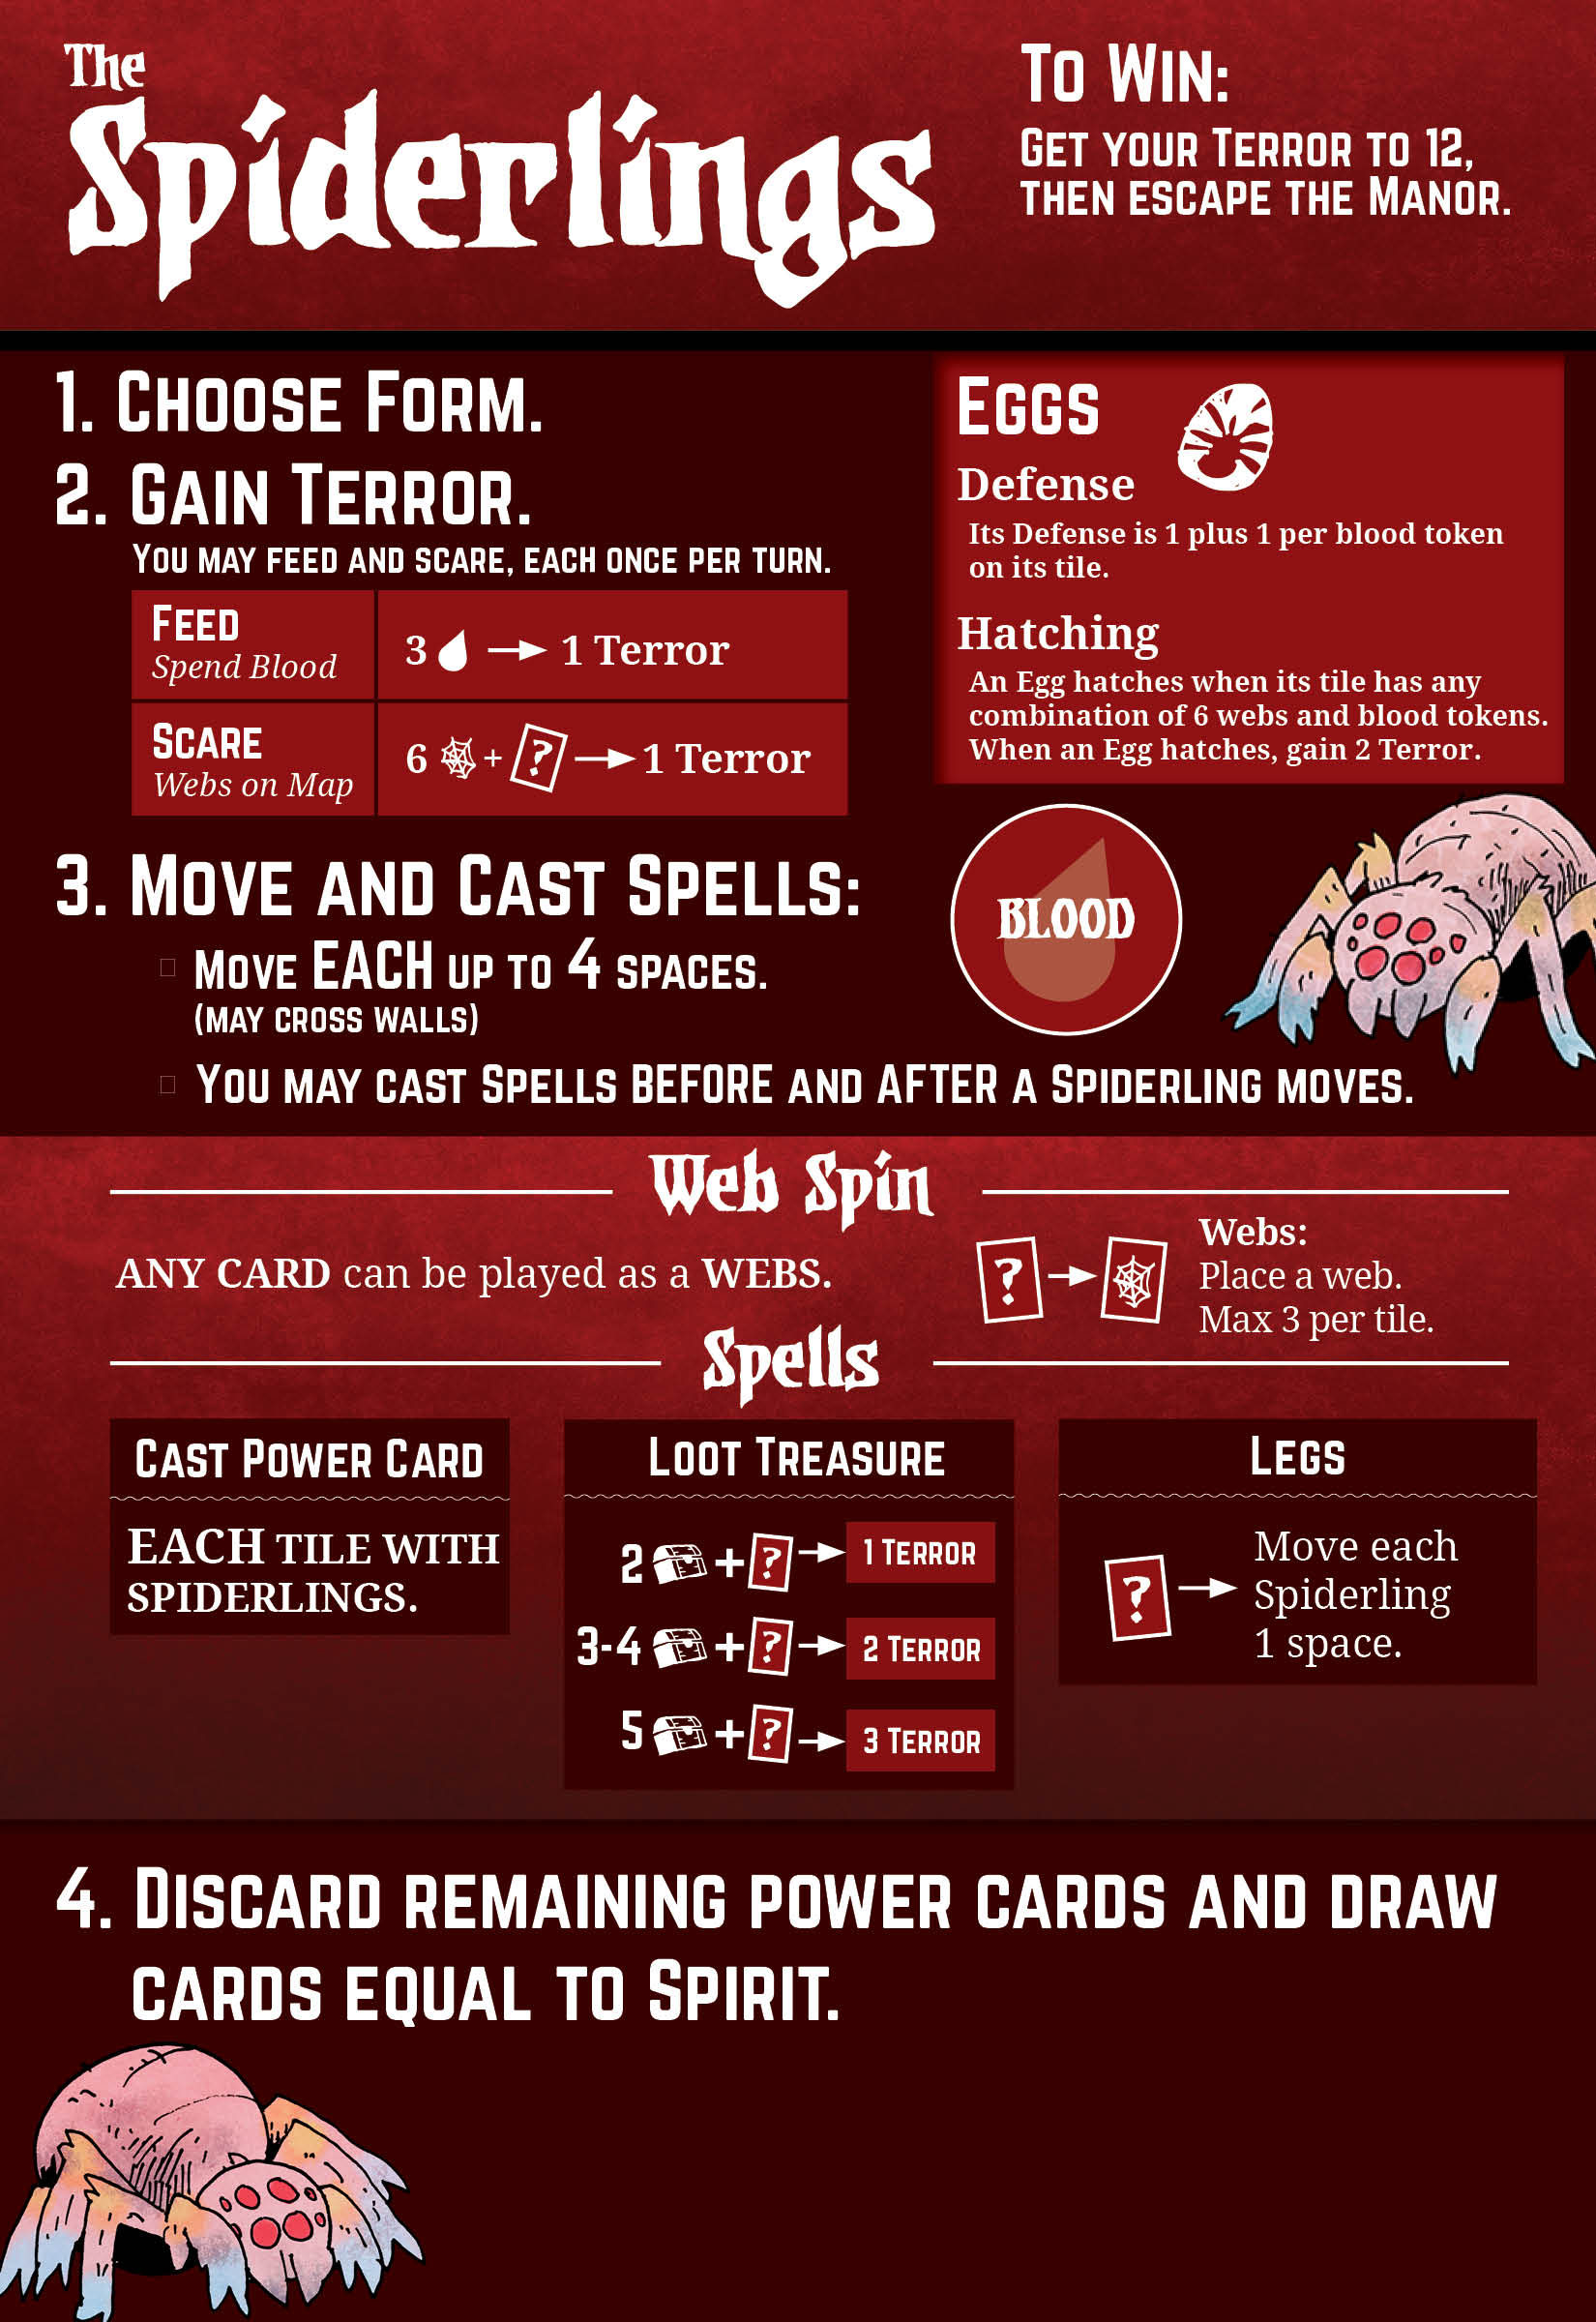 The
Spiderlings
To Win:
Get your Terror to 12,
then escape the Manor.
1. Choose Form.
2. Gain Terror.
You may feed and scare, each once per turn.
Feed
Spend Blood
3 → 1 Terror
Scare
Webs on Map
6 + ? → 1 Terror
Eggs
Defense
Its Defense is 1 plus 1 per blood token
on its tile.
Hatching
An Egg hatches when its tile has any
combination of 6 webs and blood tokens.
When an Egg hatches, gain 2 Terror.
BLOOD
3. Move and Cast Spells:
Move EACH up to 4 spaces.
(may cross walls)
You may cast Spells BEFORE and AFTER a Spiderling moves.
Web Spin
ANY CARD can be played as a WEBS.
? →
Webs:
Place a web.
Max 3 per tile.
Spells
Cast Power Card
EACH TILE WITH
SPIDERLINGS.
Loot Treasure
2 + ? → 1 Terror
3-4 + ? → 2 Terror
5 + ? → 3 Terror
Legs
? →
Move each
Spiderling
1 space.
4. Discard remaining power cards and draw
cards equal to Spirit.